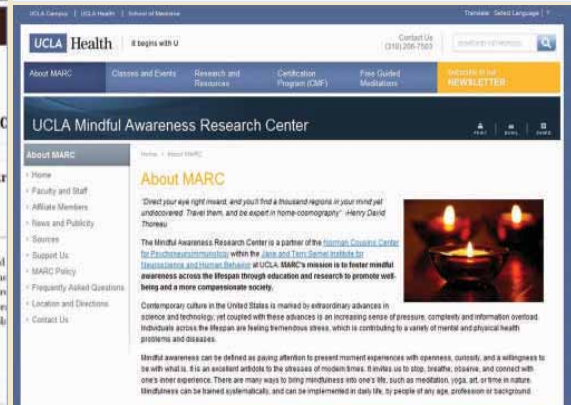 UCLA Campus | UCLA Health | School of Medicine
Translate: Select Language
UCLA Health
It begins with U
Contact Us
(310) 206-7503
About MARC
Classes and Events
Research and Resources
Certification Program (CMF)
Free Guided Meditations
Subscribe to our NEWSLETTER
UCLA Mindful Awareness Research Center
PRINT
EMAIL
SHARE
About MARC
Home
Faculty and Staff
Affiliate Members
News and Publicity
Sources
Support Us
MARC Policy
Frequently Asked Questions
Location and Directions
Contact Us
Home > About MARC
About MARC
"Direct your eye right inward, and you'll find a thousand regions in your mind yet
undiscovered. Travel them, and be expert in home-cosmography" -Henry David
Thoreau
The Mindful Awareness Research Center is a partner of the Norman Cousins Center
for Psychoneuroimmunology within the Jane and Terry Semel Institute for
Neuroscience and Human Behavior at UCLA. MARC's mission is to foster mindful
awareness across the lifespan through education and research to promote well-
being and a more compassionate society.
Contemporary culture in the United States is marked by extraordinary advances in
science and technology; yet coupled with these advances is an increasing sense of pressure, complexity and information overload.
Individuals across the lifespan are feeling tremendous stress, which is contributing to a variety of mental and physical health
problems and diseases.
Mindful awareness can be defined as paying attention to present moment experiences with openness, curiosity, and a willingness to
be with what is. It is an excellent antidote to the stresses of modern times. It invites us to stop, breathe, observe, and connect with
one's inner experience. There are many ways to bring mindfulness into one's life, such as meditation, yoga, art, or time in nature.
Mindfulness can be trained systematically, and can be implemented in daily life, by people of any age, profession or background.